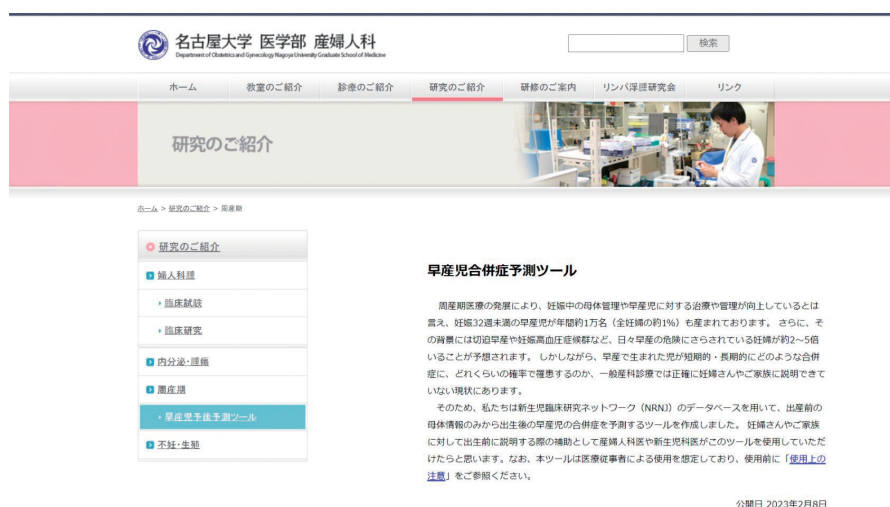 名古屋大学 医学部 産婦人科
Department of Obstetrics and Gynecology Nagoya University Graduate School of Medicine
検索
ホーム 教室のご紹介 診療のご紹介 研究のご紹介 研修のご案内 リンパ浮腫研究会 リンク
研究のご紹介
ホーム > 研究のご紹介 > 周産期
研究のご紹介
婦人科腫
臨床試験
臨床研究
内分泌・腫瘍
周産期
早産児予後予測ツール
不妊・生殖
早産児合併症予測ツール
周産期医療の発展により、妊娠中の母体管理や早産児に対する治療や管理が向上しているとは
言え、妊娠32週未満の早産児が年間約1万名（全妊婦の約1%）も産まれております。 さらに、そ
の背景には切迫早産や妊娠高血圧症候群など、日々早産の危険にさらされている妊婦が約2～5倍
いることが予想されます。 しかしながら、早産で生まれた児が短期的・長期的にどのような合併
症に、どれくらいの確率で罹患するのか、一般産科診療では正確に妊婦さんやご家族に説明できて
いない現状にあります。
そのため、私たちは新生児臨床研究ネットワーク（NRNJ）のデータベースを用いて、出産前の
母体情報のみから出生後の早産児の合併症を予測するツールを作成しました。 妊婦さんやご家族
に対して出生前に説明する際の補助として産婦人科医や新生児科医がこのツールを使用していただ
けたらと思います。なお、本ツールは医療従事者による使用を想定しており、使用前に「使用上の
注意」をご参照ください。
公開日 2023年2月8日